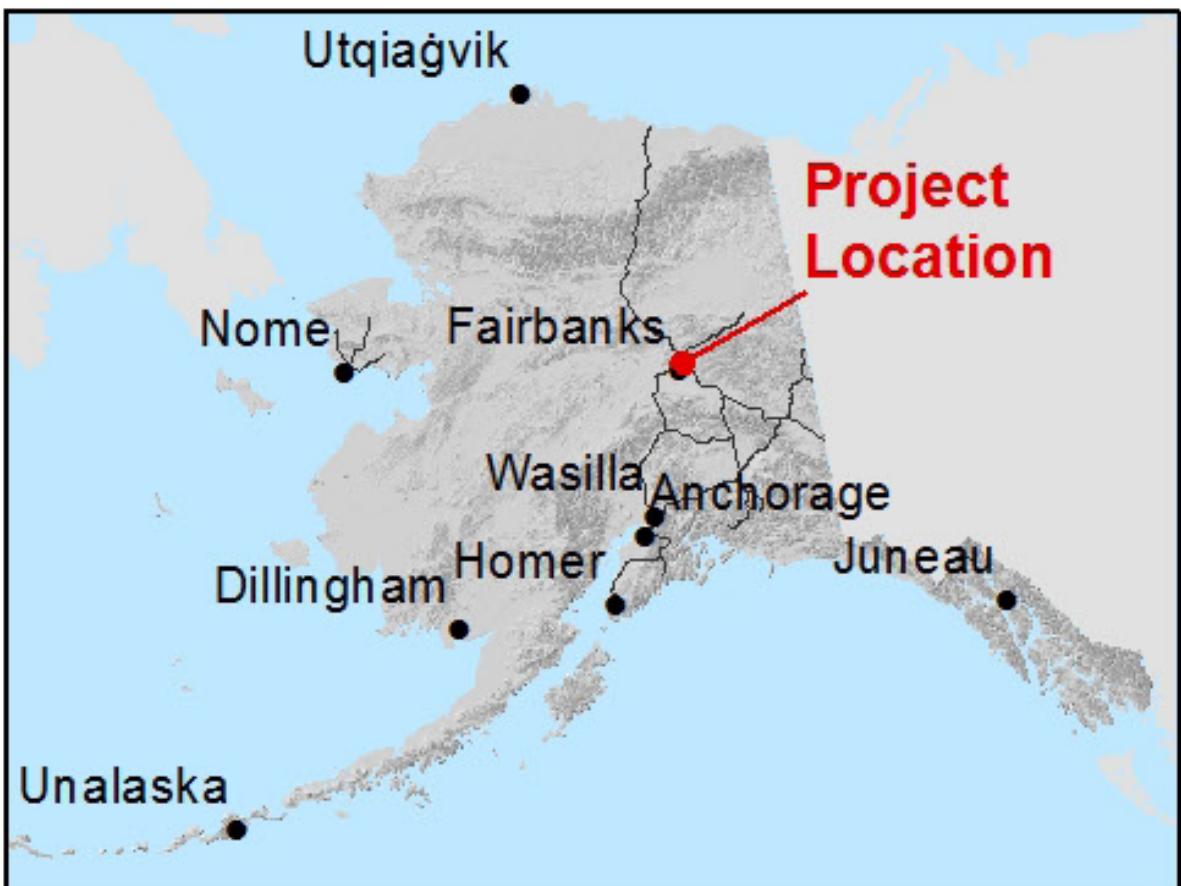 Utqiaġvik
Project
Location
Nome
Fairbanks
Wasilla
Anchorage
Homer
Juneau
Dillingham
Unalaska